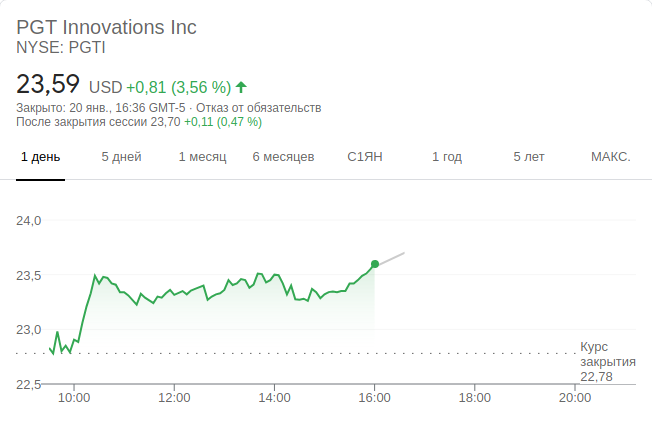 PGT Innovations Inc
NYSE: PGTI
23,59 USD +0,81 (3,56 %)
Закрыто: 20 янв., 16:36 GMT-5 · Отказ от обязательств
После закрытия сессии 23,70 +0,11 (0,47 %)
1 день 5 дней 1 месяц 6 месяцев С1ЯН 1 год 5 лет МАКС.
24,0
23,5
23,0
Курс
закрытия
22,78
22,5
10:00 12:00 14:00 16:00 18:00 20:00